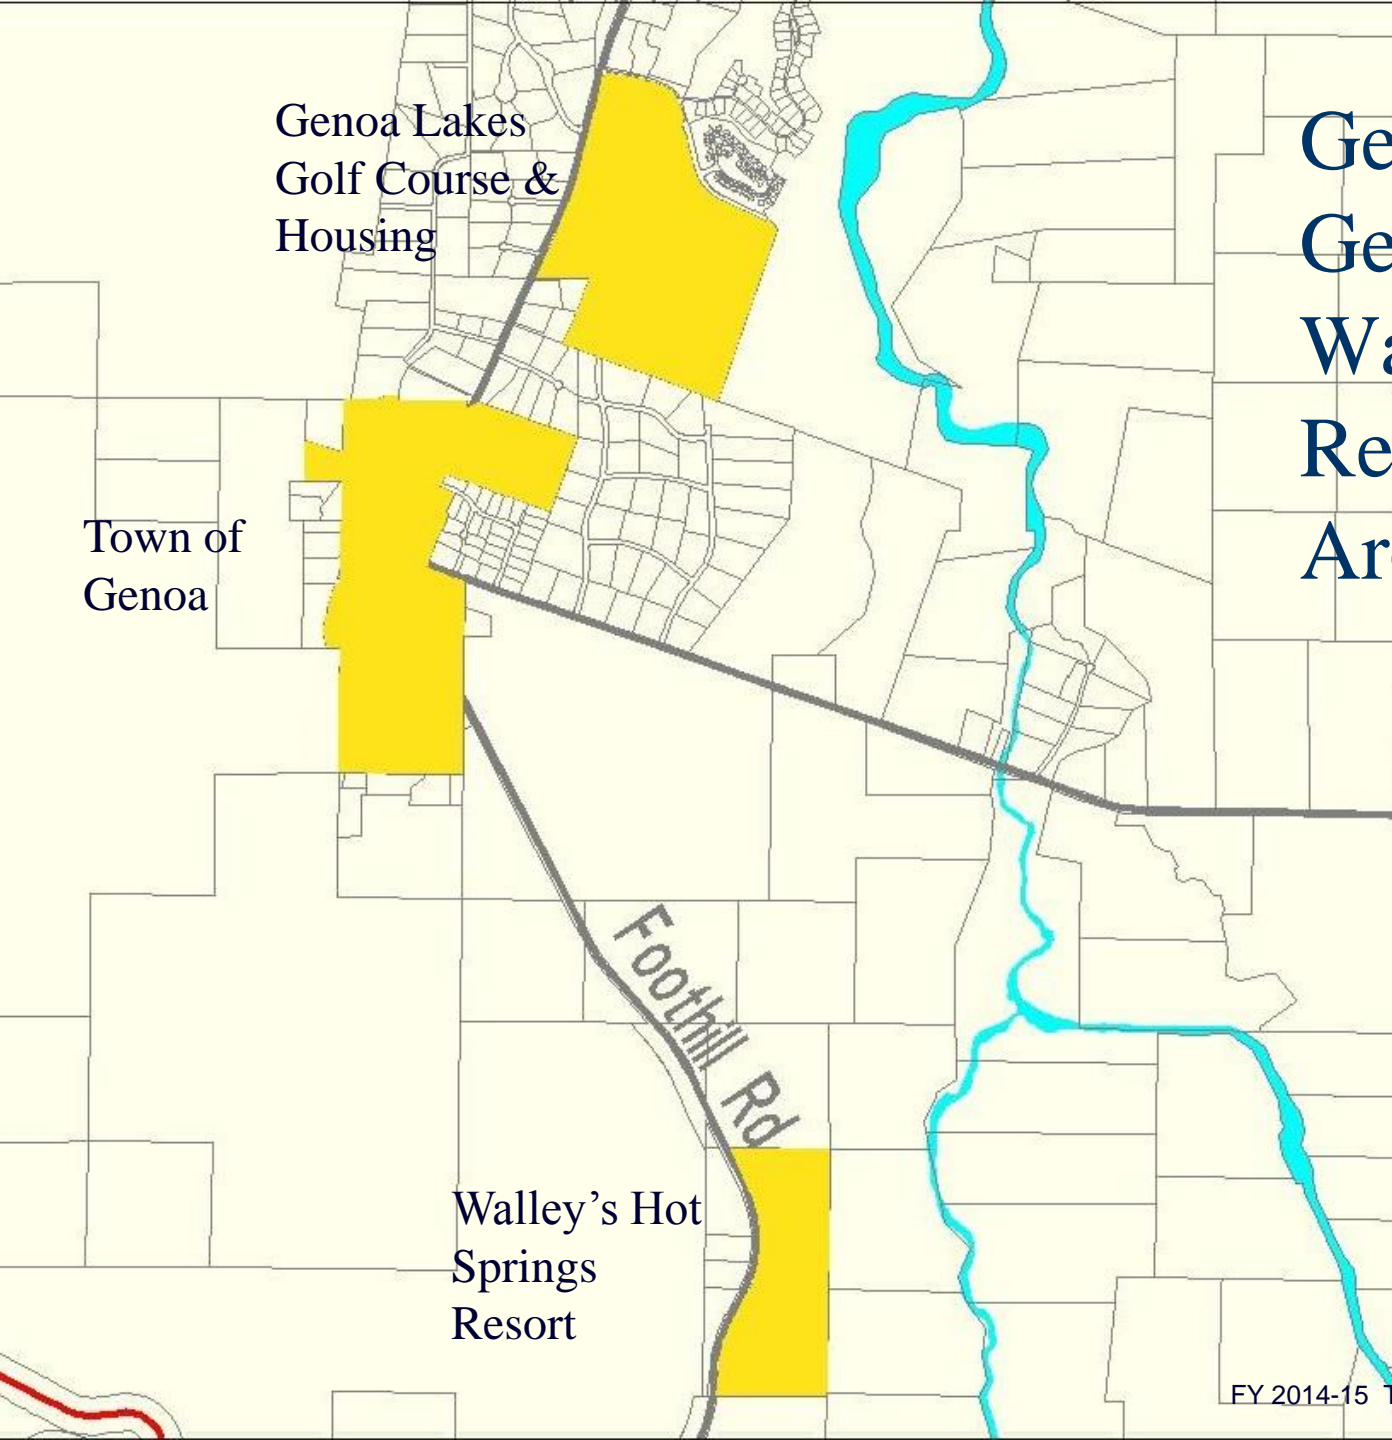 Genoa Lakes
Golf Course &
Housing
Town of
Genoa
Foothill Rd
Walley’s Hot
Springs
Resort
FY 2014-15